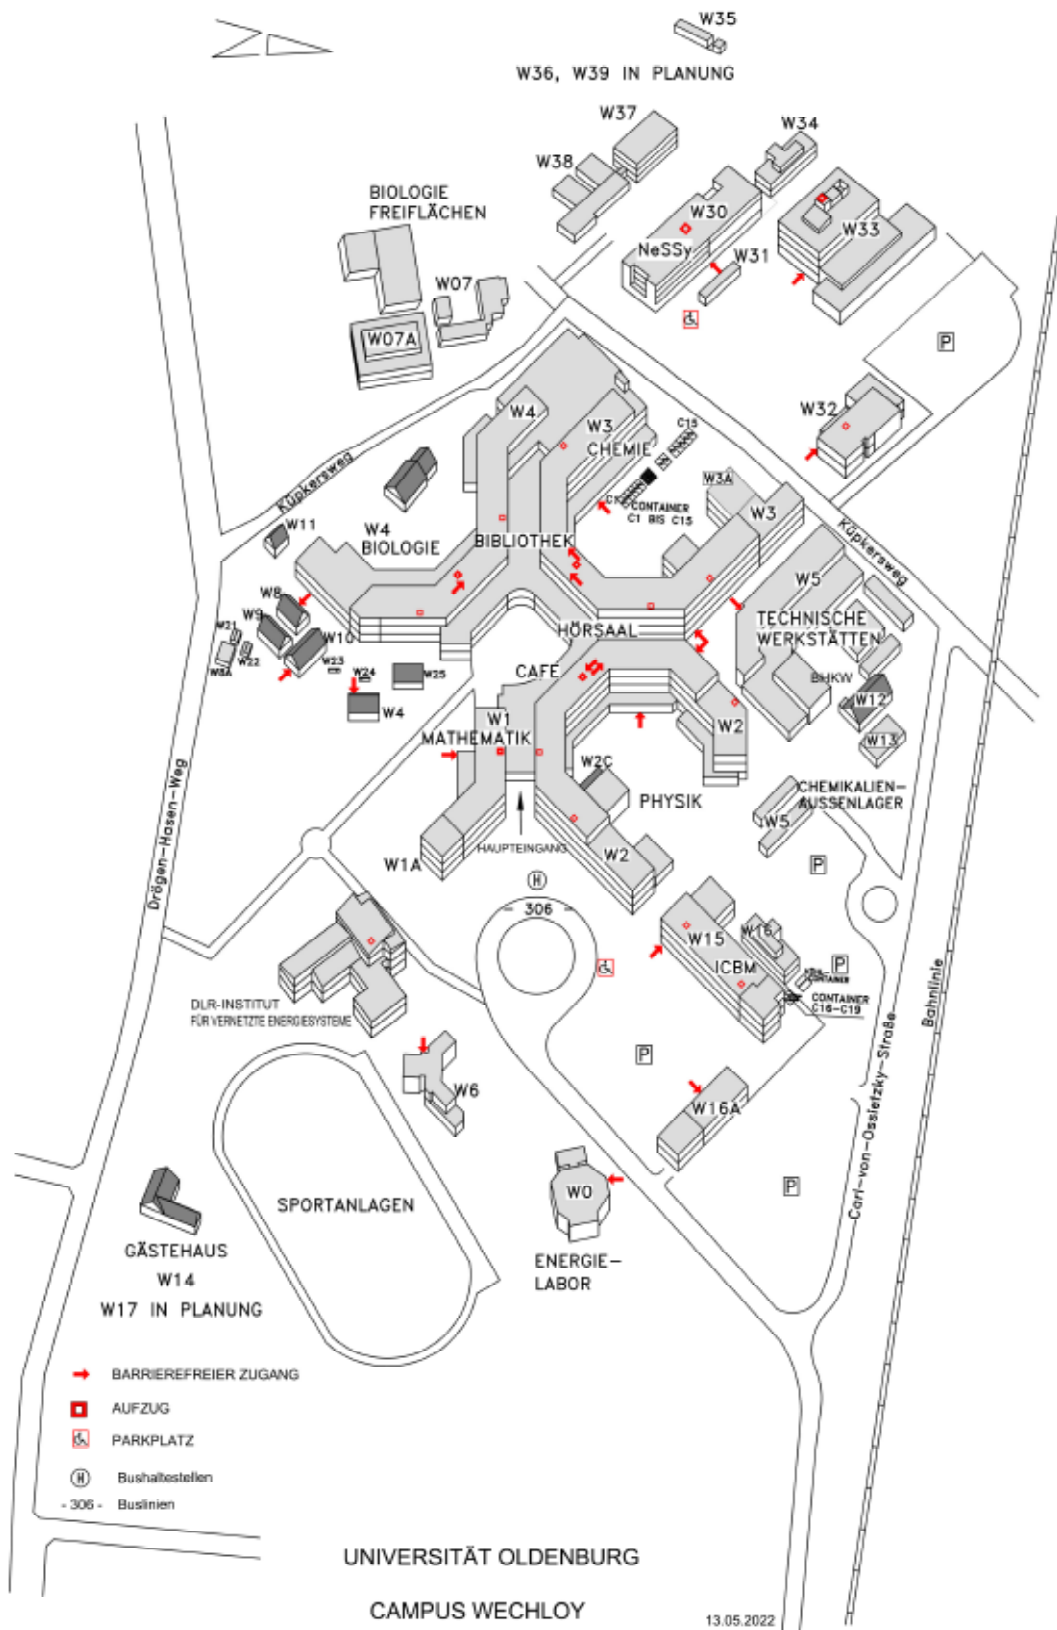 W35
W36, W39 IN PLANUNG
W37
W34
W38
BIOLOGIE
FREIFLÄCHEN
W30
W33
NeSSy
W31
W07
W07A
P
W4
W3
CHEMIE
C15
W32
Küpkersweg
W3A
C1
CONTAINER
C1 BIS C15
W3
Küpkersweg
W11
W4
BIOLOGIE
BIBLIOTHEK
W5
W8
W9
W10
W21
W22
W8A
W23
W24
W25
W4
HÖRSAAL
CAFE
TECHNISCHE
WERKSTÄTTEN
BHKW
W12
W13
W1
MATHEMATIK
W2
W2C
PHYSIK
CHEMIKALIEN-
AUSSENLAGER
W5
HAUPTEINGANG
W1A
W2
P
H
- 306 -
Drögen-Hasen-Weg
W15
ICBM
W16
P
CONTAINER
CONTAINER
C16-C19
Bahnlinie
DLR-INSTITUT
FÜR VERNETZTE ENERGIESYSTEME
P
W6
W16A
Carl-von-Ossietzky-Straße
P
W0
SPORTANLAGEN
ENERGIE-
LABOR
GÄSTEHAUS
W14
W17 IN PLANUNG
BARRIEREFREIER ZUGANG
AUFZUG
PARKPLATZ
H Bushaltestellen
- 306 - Buslinien
UNIVERSITÄT OLDENBURG
CAMPUS WECHLOY
13.05.2022